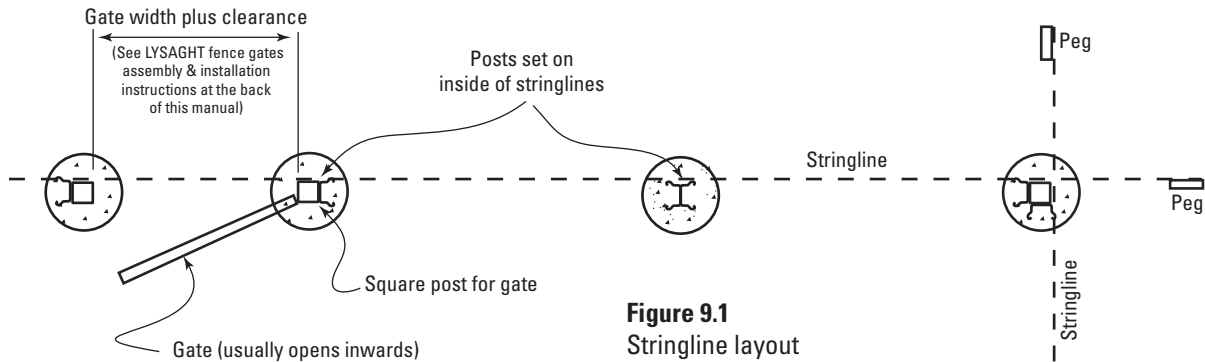 Gate width plus clearance
(See LYSAGHT fence gates
assembly & installation
instructions at the back
of this manual)
Posts set on
inside of stringlines
Peg
Stringline
Peg
Stringline
Square post for gate
Gate (usually opens inwards)
Figure 9.1
Stringline layout